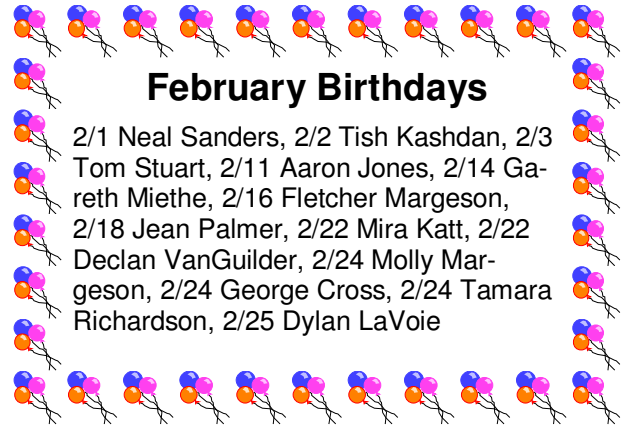 February Birthdays
2/1 Neal Sanders, 2/2 Tish Kashdan, 2/3
Tom Stuart, 2/11 Aaron Jones, 2/14 Ga-
reth Miethe, 2/16 Fletcher Margeson,
2/18 Jean Palmer, 2/22 Mira Katt, 2/22
Declan VanGuilder, 2/24 Molly Mar-
geson, 2/24 George Cross, 2/24 Tamara
Richardson, 2/25 Dylan LaVoie